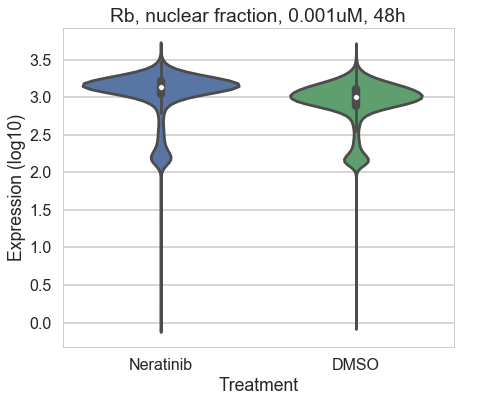 Rb, nuclear fraction, 0.001uM, 48h
Expression (log10)
3.5
3.0
2.5
2.0
1.5
1.0
0.5
0.0
Neratinib DMSO
Treatment